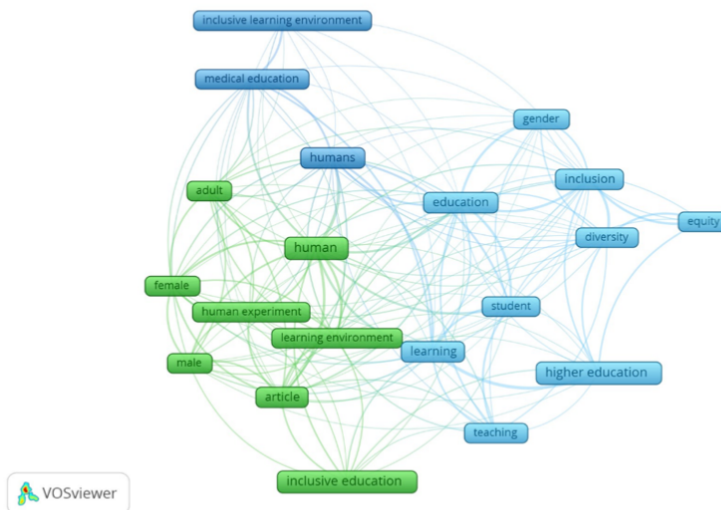 inclusive learning environment
medical education
gender
humans
inclusion
adult
education
equity
diversity
human
female
student
human experiment
learning environment
learning
male
higher education
article
teaching
inclusive education
VOSviewer